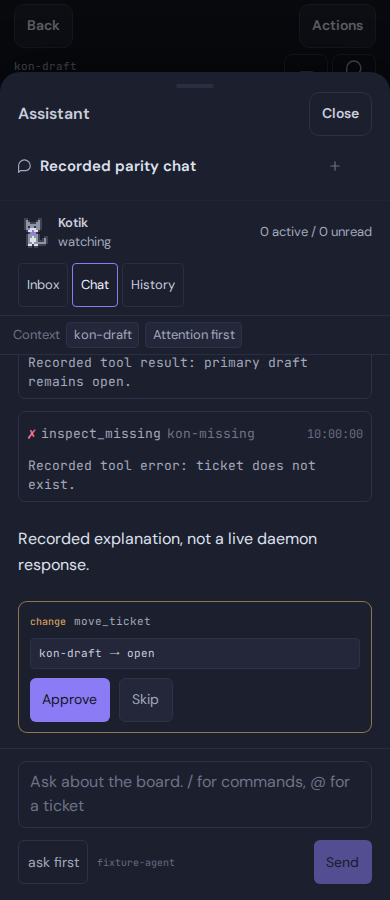 Back
Actions
kon-draft
Assistant
Close
Recorded parity chat
+
Kotik
watching
0 active / 0 unread
Inbox
Chat
History
Context
kon-draft
Attention first
Recorded tool result: primary draft
remains open.
✗ inspect_missing kon-missing 10:00:00
Recorded tool error: ticket does not
exist.
Recorded explanation, not a live daemon
response.
change move_ticket
kon-draft → open
Approve
Skip
Ask about the board. / for commands, @ for
a ticket
ask first
fixture-agent
Send